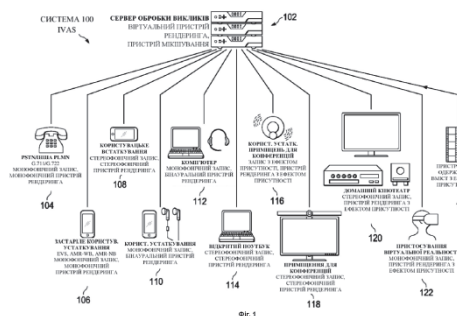 СИСТЕМА 100
IVAS
СЕРВЕР ОБРОБКИ ВИКЛИКІВ
ВІРТУАЛЬНИЙ ПРИСТРІЙ
РЕНДЕРИНГА,
ПРИСТРІЙ МІКШУВАННЯ
102
PSTN/ІНША PLMN
G.711/G.722
МОНОФОНІЧНИЙ ЗАПИС,
МОНОФОНІЧНИЙ ПРИСТРІЙ
РЕНДЕРИНГА
104
КОРИСТУВАЦЬКЕ
ВСТАТКУВАННЯ
СТЕРЕОФОНІЧНИЙ ЗАПИС,
СТЕРЕОФОНІЧНИЙ
ПРИСТРІЙ РЕНДЕРИНГА
108
КОМП'ЮТЕР
МОНОФОНІЧНИЙ ЗАПИС,
БІНАУРАЛЬНИЙ ПРИСТРІЙ
РЕНДЕРИНГА
112
КОРИСТ. УСТАТК.
ПРИМІЩЕНЬ ДЛЯ
КОНФЕРЕНЦІЙ
ЗАПИС З ЕФЕКТОМ
ПРИСУТНОСТІ, ПРИСТРІЙ
РЕНДЕРИНГА З ЕФЕКТОМ
ПРИСУТНОСТІ
116
ДОМАШНІЙ КІНОТЕАТР
СТЕРЕОФОНІЧНИЙ ЗАПИС,
ПРИСТРІЙ РЕНДЕРИНГА З
ЕФЕКТОМ ПРИСУТНОСТІ
120
ЗАСТАРІЛЕ КОРИСТУВ.
УСТАТКУВАННЯ
EVS, AMR-WB, AMR-NB
МОНОФОНІЧНИЙ ЗАПИС,
МОНОФОНІЧНИЙ
ПРИСТРІЙ РЕНДЕРИНГА
106
КОРИСТ. УСТАТКУВАННЯ
МОНОФОНІЧНИЙ ЗАПИС,
БІНАУРАЛЬНИЙ ПРИСТРІЙ
РЕНДЕРИНГА
110
ВІДКРИТИЙ НОУТБУК
СТЕРЕОФОНІЧНИЙ ЗАПИС,
СТЕРЕОФОНІЧНИЙ
ПРИСТРІЙ РЕНДЕРИНГА
114
ПРИМІЩЕННЯ ДЛЯ
КОНФЕРЕНЦІЙ
СТЕРЕОФОНІЧНИЙ ЗАПИС,
СТЕРЕОФОНІЧНИЙ
ПРИСТРІЙ РЕНДЕРИНГА
118
ПРИСТОСУВАННЯ
ВІРТУАЛЬНОЇ РЕАЛЬНОСТІ
ЗАПИС З ЕФЕКТОМ ПРИСУТНОСТІ,
ПРИСТРІЙ РЕНДЕРИНГА З
ЕФЕКТОМ ПРИСУТНОСТІ
122
Фіг. 1